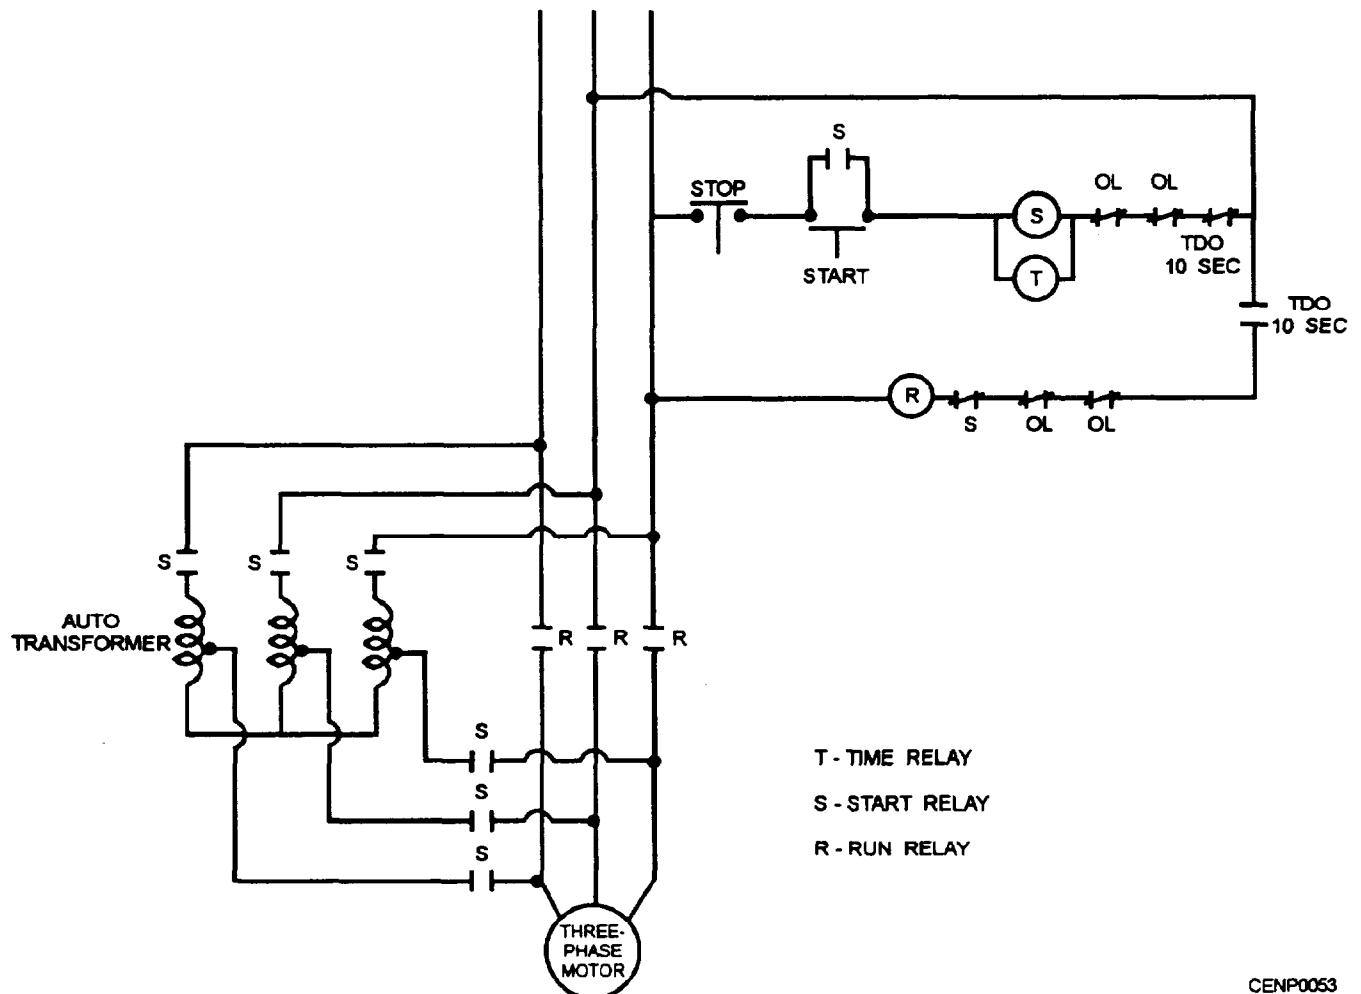 S
STOP
START
S
T
OL OL
TDO
10 SEC
TDO
10 SEC
R
S OL OL
S S S
AUTO
TRANSFORMER
R R R
S
S
S
T - TIME RELAY
S - START RELAY
R - RUN RELAY
THREE-
PHASE
MOTOR
CENP0053